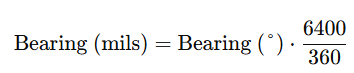 Bearing (mils) = Bearing (°) · 6400/360